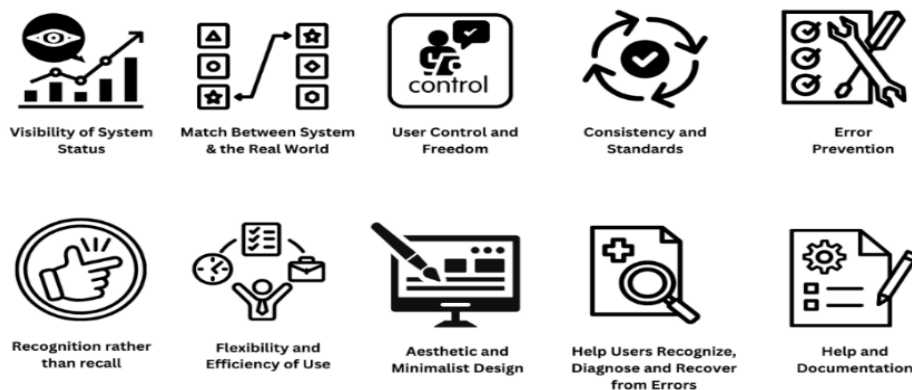 control
Visibility of System
Status
Match Between System
& the Real World
User Control and
Freedom
Consistency and
Standards
Error
Prevention
Recognition rather
than recall
Flexibility and
Efficiency of Use
Aesthetic and
Minimalist Design
Help Users Recognize,
Diagnose and Recover
from Errors
Help and
Documentation